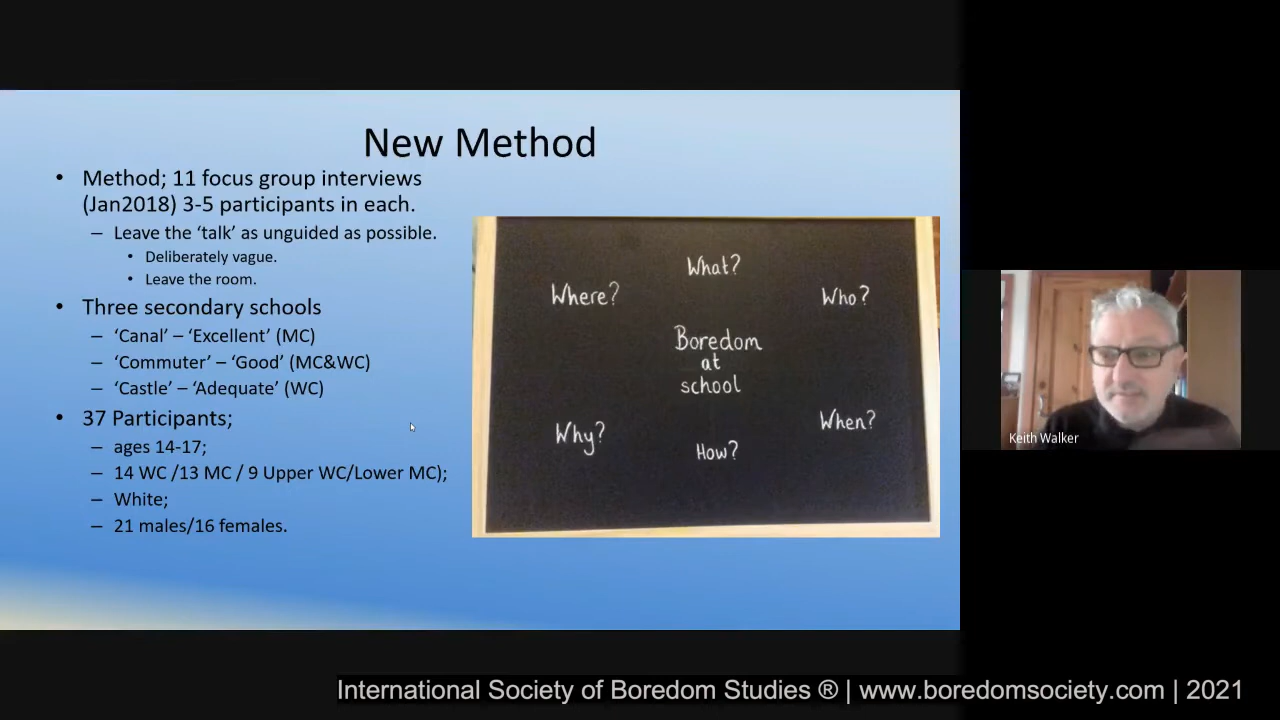 New Method
• Method; 11 focus group interviews
(Jan2018) 3-5 participants in each.
– Leave the ‘talk’ as unguided as possible.
• Deliberately vague.
• Leave the room.
• Three secondary schools
– ‘Canal’ – ‘Excellent’ (MC)
– ‘Commuter’ – ‘Good’ (MC&WC)
– ‘Castle’ – ‘Adequate’ (WC)
• 37 Participants;
– ages 14-17;
– 14 WC /13 MC / 9 Upper WC/Lower MC);
– White;
– 21 males/16 females.
What?
Where?
Who?
Boredom
at
school
Why?
When?
How?
Keith Walker
International Society of Boredom Studies ® | www.boredomsociety.com | 2021